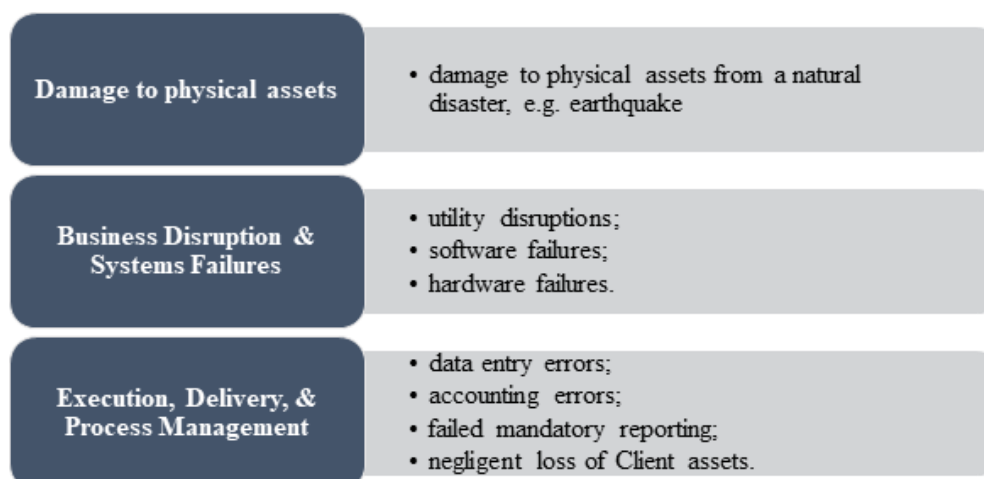 Damage to physical assets
• damage to physical assets from a natural
disaster, e.g. earthquake
Business Disruption &
Systems Failures
• utility disruptions;
• software failures;
• hardware failures.
Execution, Delivery, &
Process Management
• data entry errors;
• accounting errors;
• failed mandatory reporting;
• negligent loss of Client assets.